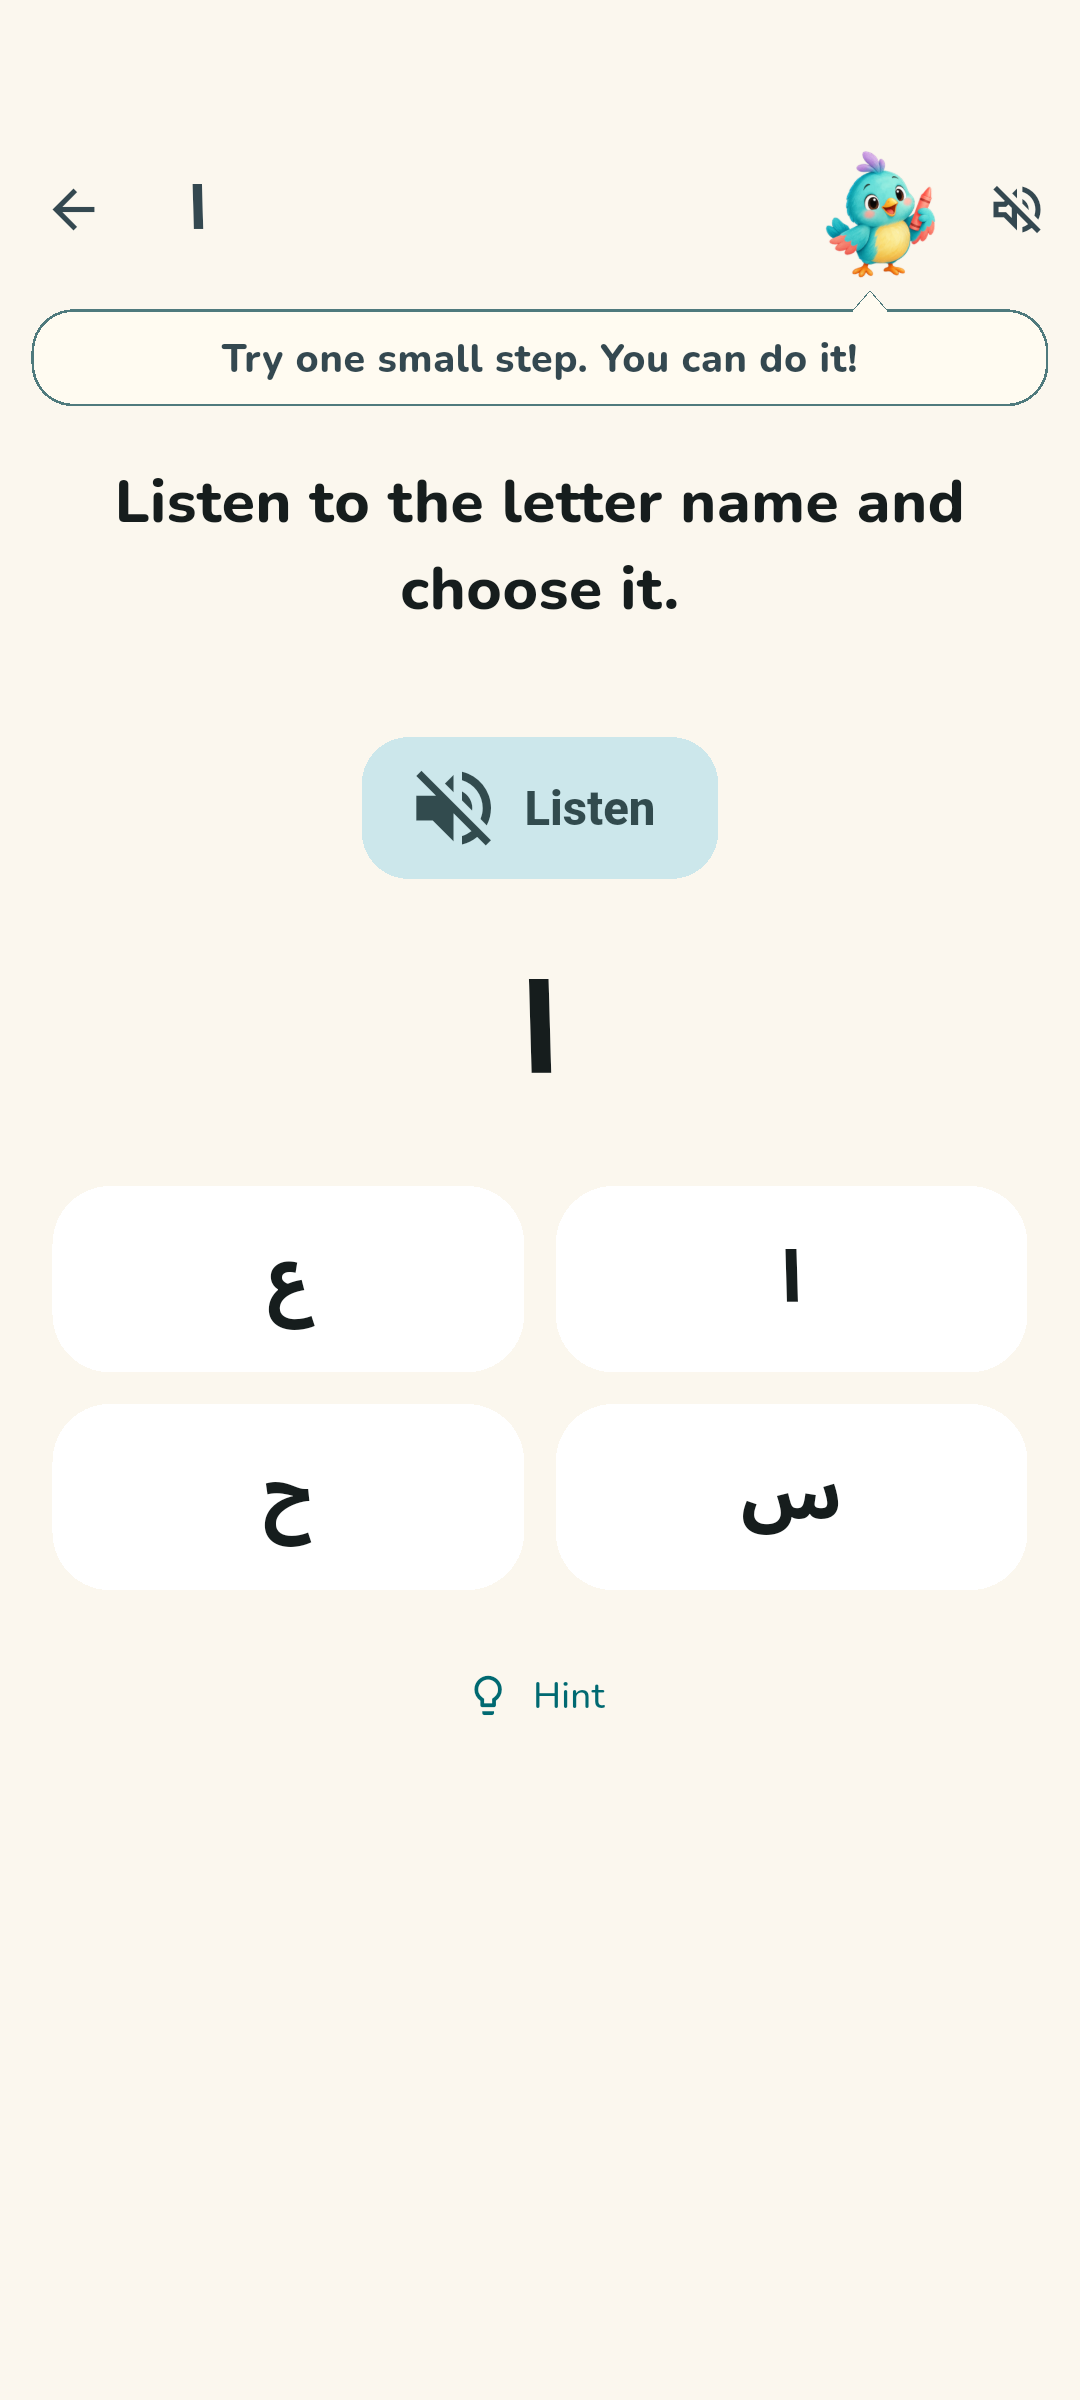 ا
Try one small step. You can do it!
Listen to the letter name and
choose it.
Listen
ا
ع
ا
ح
س
Hint